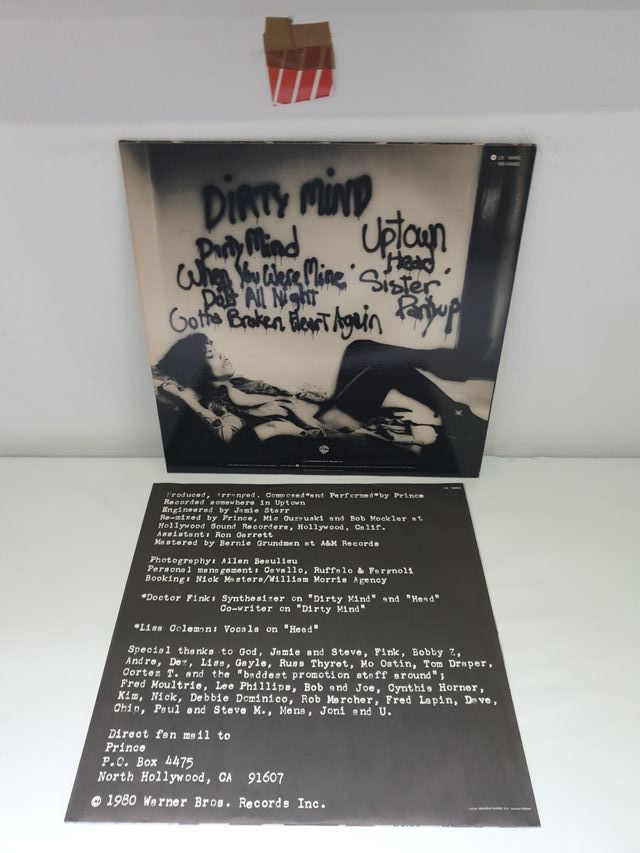 DIRTY MIND
Dirty Mind
When You Were Mine
Do It All Night
Gotta Broken Heart Again
Uptown
Head
Sister
Partyup
Produced, Arranged, Composed*and Performed*by Prince
Recorded somewhere in Uptown
Engineered by Jamie Starr
Re-mixed by Prince, Mic Guzauski and Bob Mockler at
Hollywood Sound Recorders, Hollywood, Calif.
Assistant: Ron Garrett
Mastered by Bernie Grundman at A&M Records
Photography: Allen Beaulieu
Personal management: Cavallo, Ruffalo & Fargnoli
Booking: Nick Masters/William Morris Agency
*Doctor Fink: Synthesizer on "Dirty Mind" and "Head"
Co-writer on "Dirty Mind"
*Lisa Coleman: Vocals on "Head"
Special thanks to God, Jamie and Steve, Fink, Bobby Z,
Andre, Dez, Lisa, Gayle, Russ Thyret, Mo Ostin, Tom Draper,
Cortez T. and the "baddest promotion staff around";
Fred Moultrie, Lee Phillips, Bob and Joe, Cynthia Horner,
Kim, Nick, Debbie Dominico, Rob Marcher, Fred Lapin, Dave,
Chip, Paul and Steve M., Mena, Joni and U.
Direct fan mail to
Prince
P.O. Box 4475
North Hollywood, CA 91607
© 1980 Warner Bros. Records Inc.